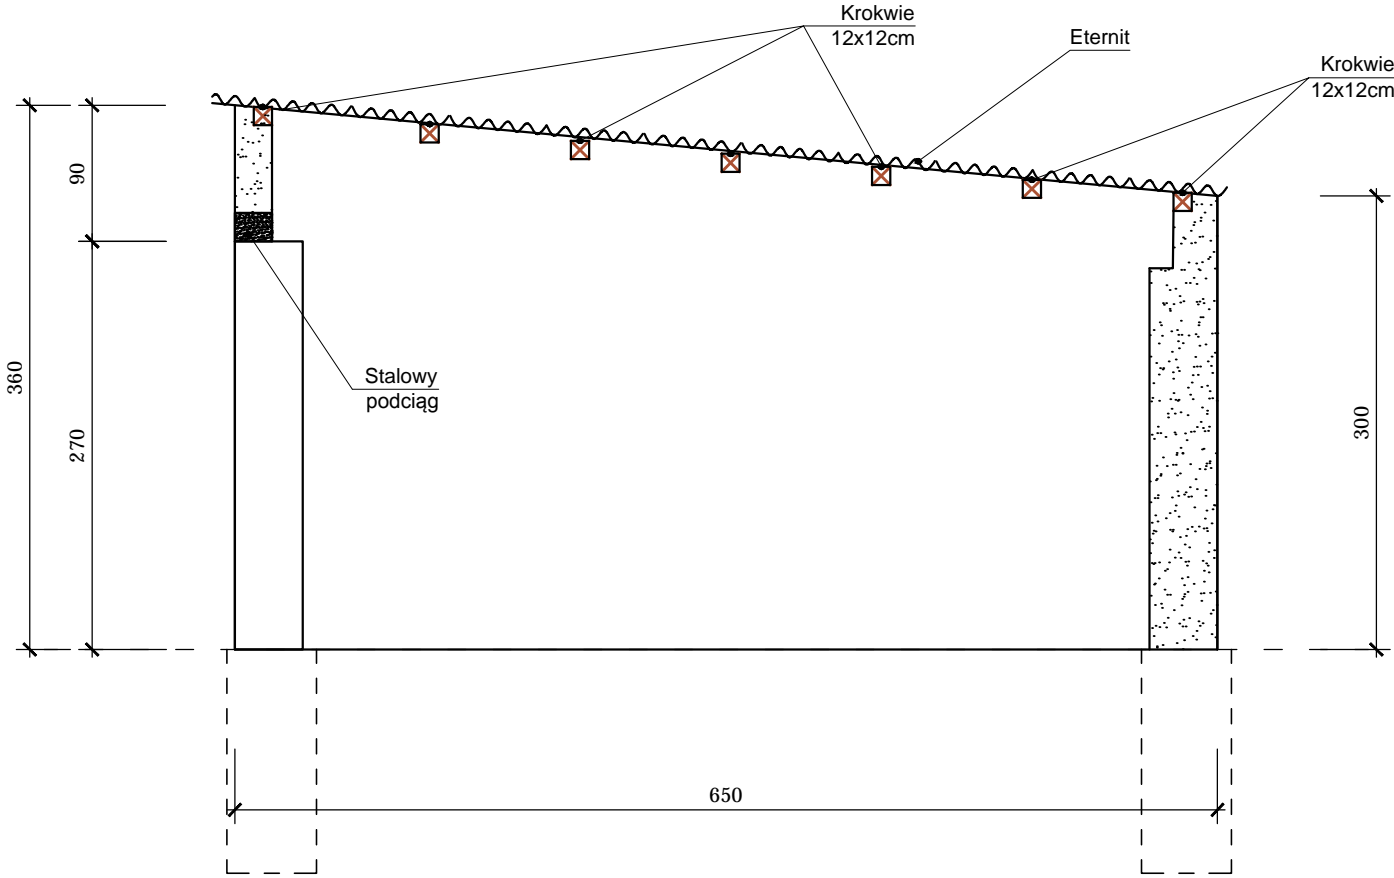 Krokwie
12x12cm
Eternit
Krokwie
12x12cm
90
360
270
Stalowy
podciąg
300
650